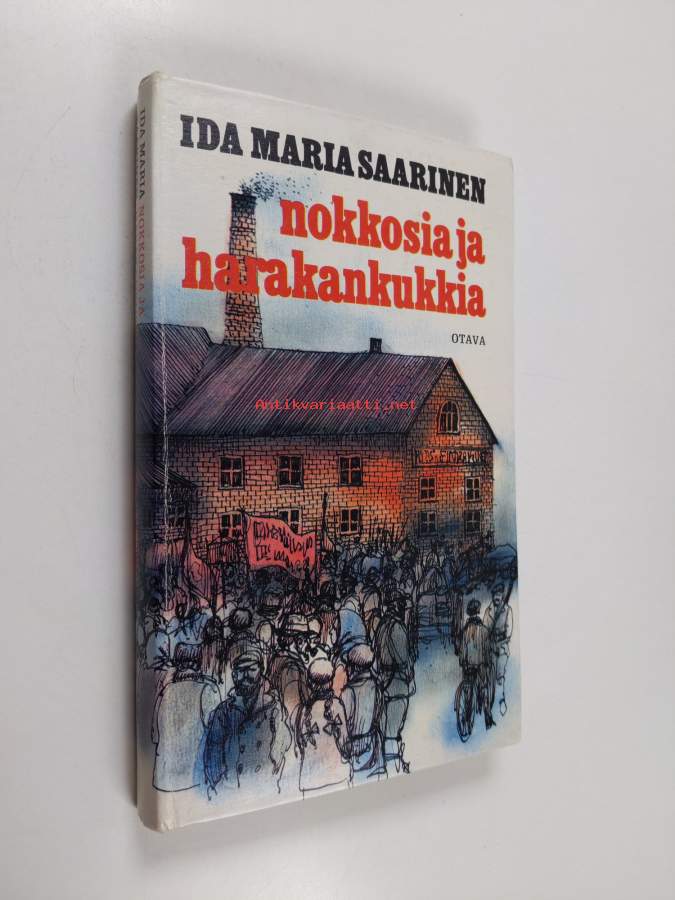 IDA MARIA SAARINEN
nokkosia ja
harakankukkia
OTAVA
Antikvariaatti.net
IDA MARIA NOKKOSIA JA